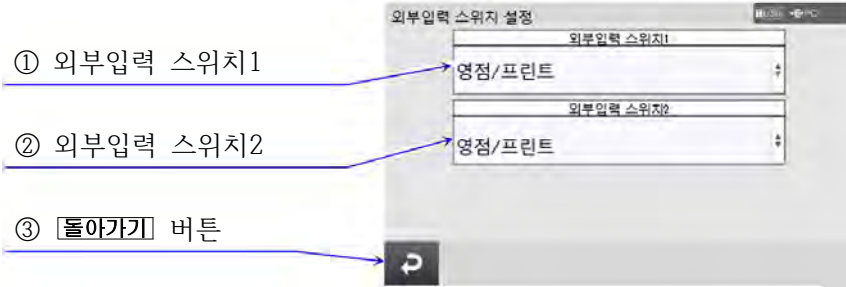 외부입력 스위치 설정
외부입력 스위치1
① 외부입력 스위치1
영점/프린트
외부입력 스위치2
② 외부입력 스위치2
영점/프린트
③ 돌아가기 버튼